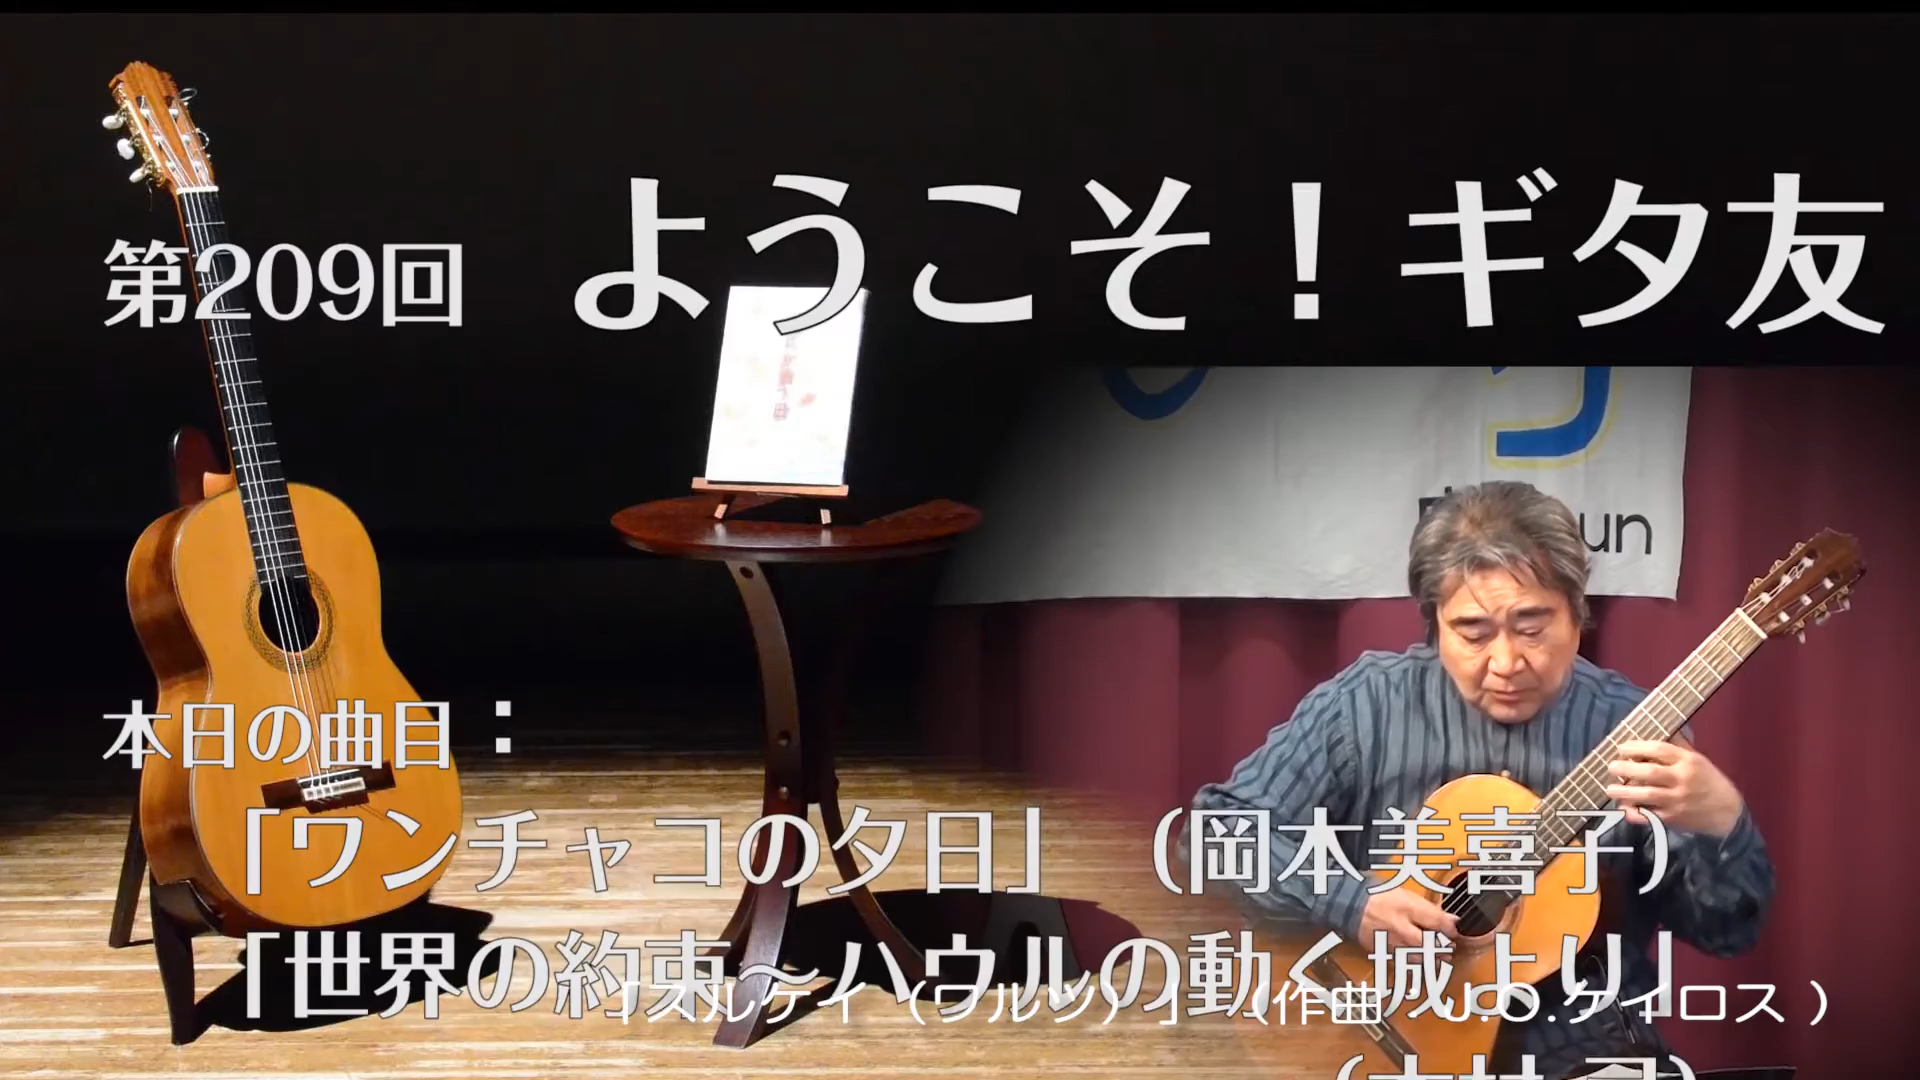 第209回 ようこそ！ギタ友
un
本日の曲目：
「ワンチャコの夕日」（岡本美喜子）
「世界の約束～ハウルの動く城より」
「スルケイ（ワルツ）」（作曲 J.O.ケイロス）